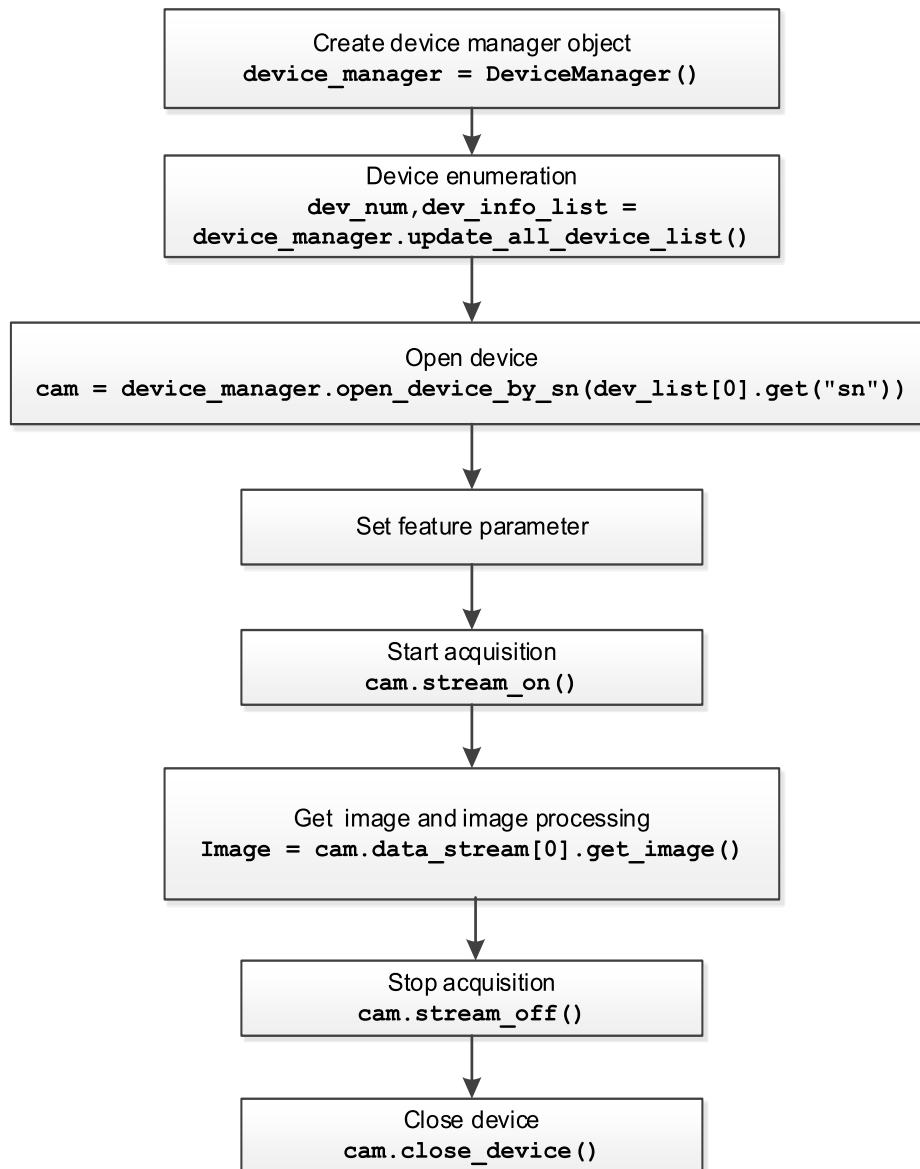 Create device manager object
device_manager = DeviceManager()
Device enumeration
dev_num,dev_info_list =
device_manager.update_all_device_list()
Open device
cam = device_manager.open_device_by_sn(dev_list[0].get("sn"))
Set feature parameter
Start acquisition
cam.stream_on()
Get  image and image processing
Image = cam.data_stream[0].get_image()
Stop acquisition
cam.stream_off()
Close device
cam.close_device()